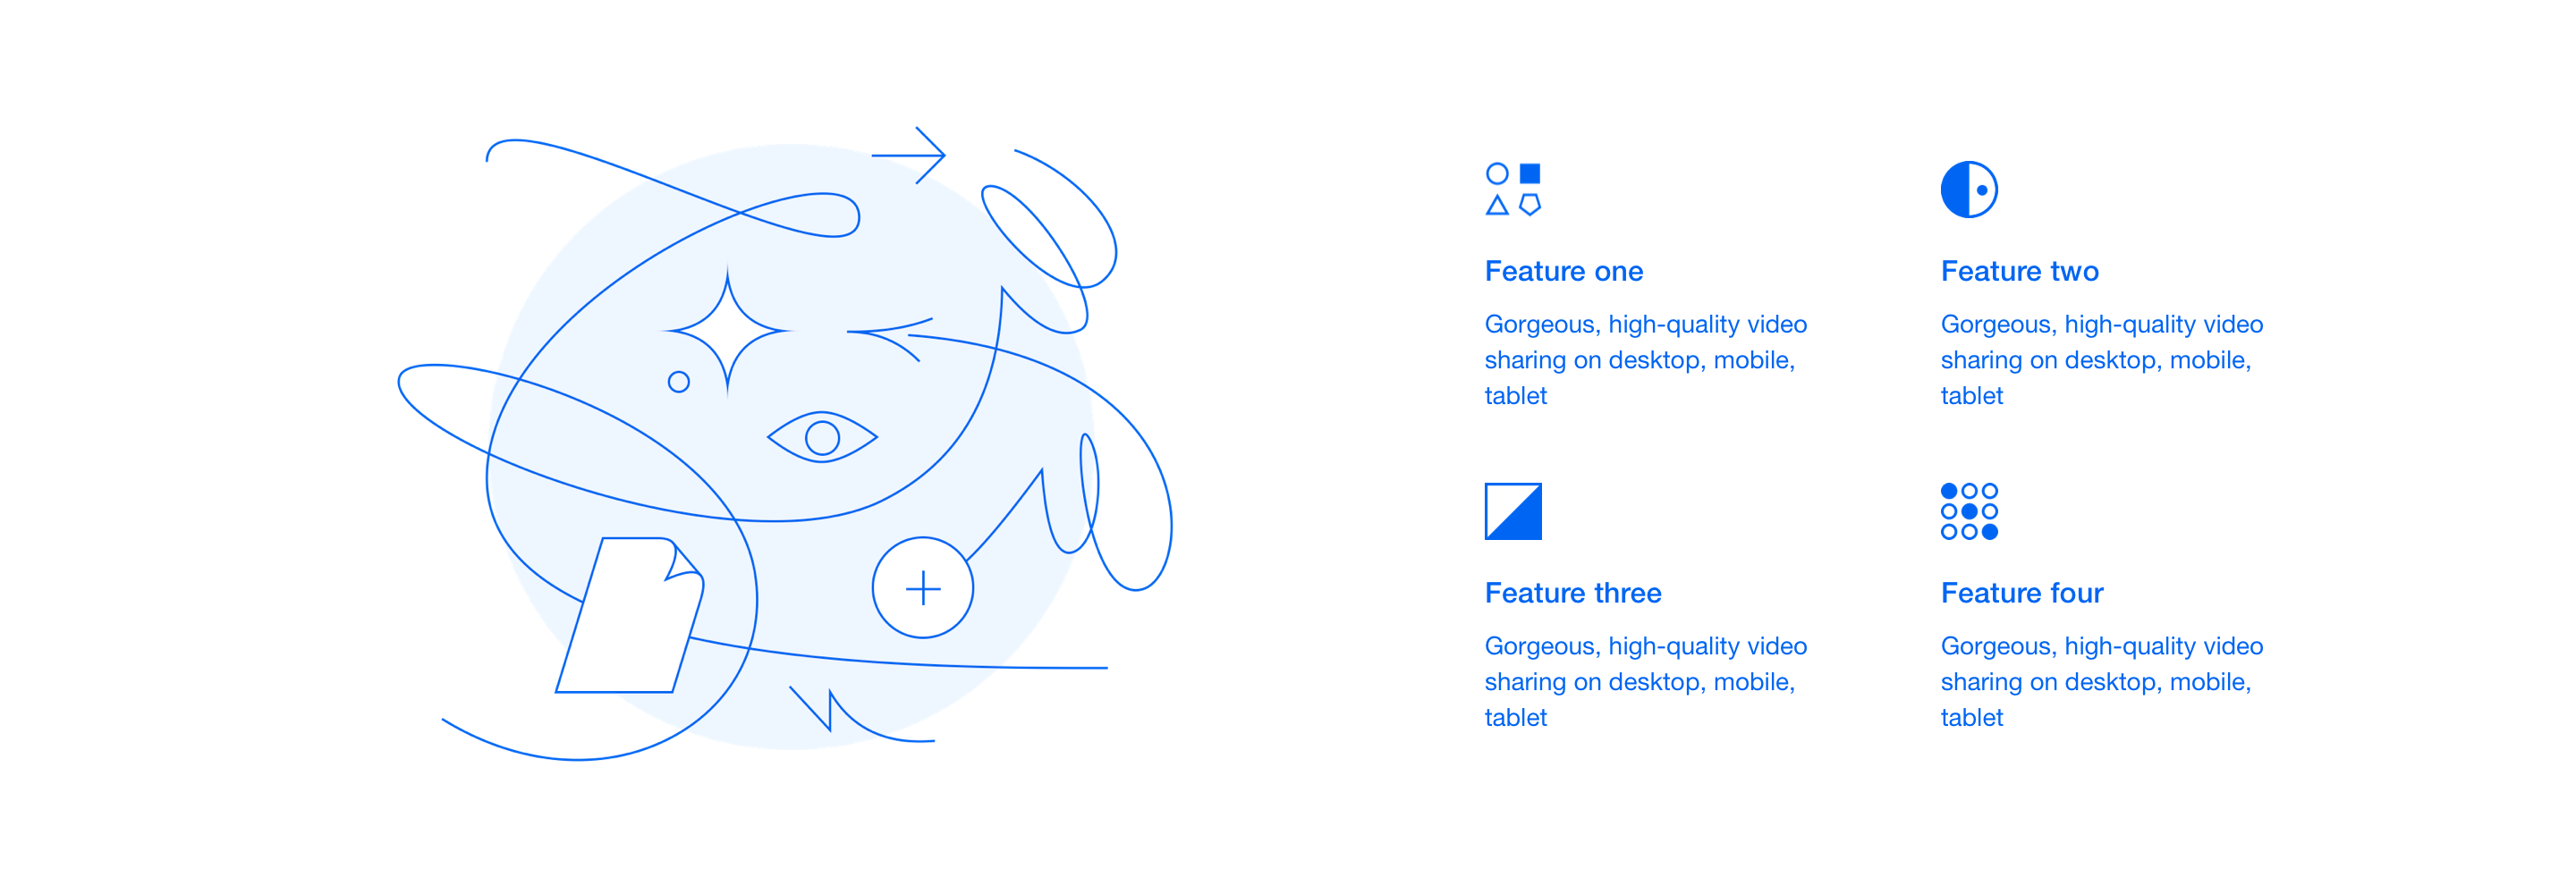 Feature one
Gorgeous, high-quality video
sharing on desktop, mobile,
tablet
Feature two
Gorgeous, high-quality video
sharing on desktop, mobile,
tablet
Feature three
Gorgeous, high-quality video
sharing on desktop, mobile,
tablet
Feature four
Gorgeous, high-quality video
sharing on desktop, mobile,
tablet